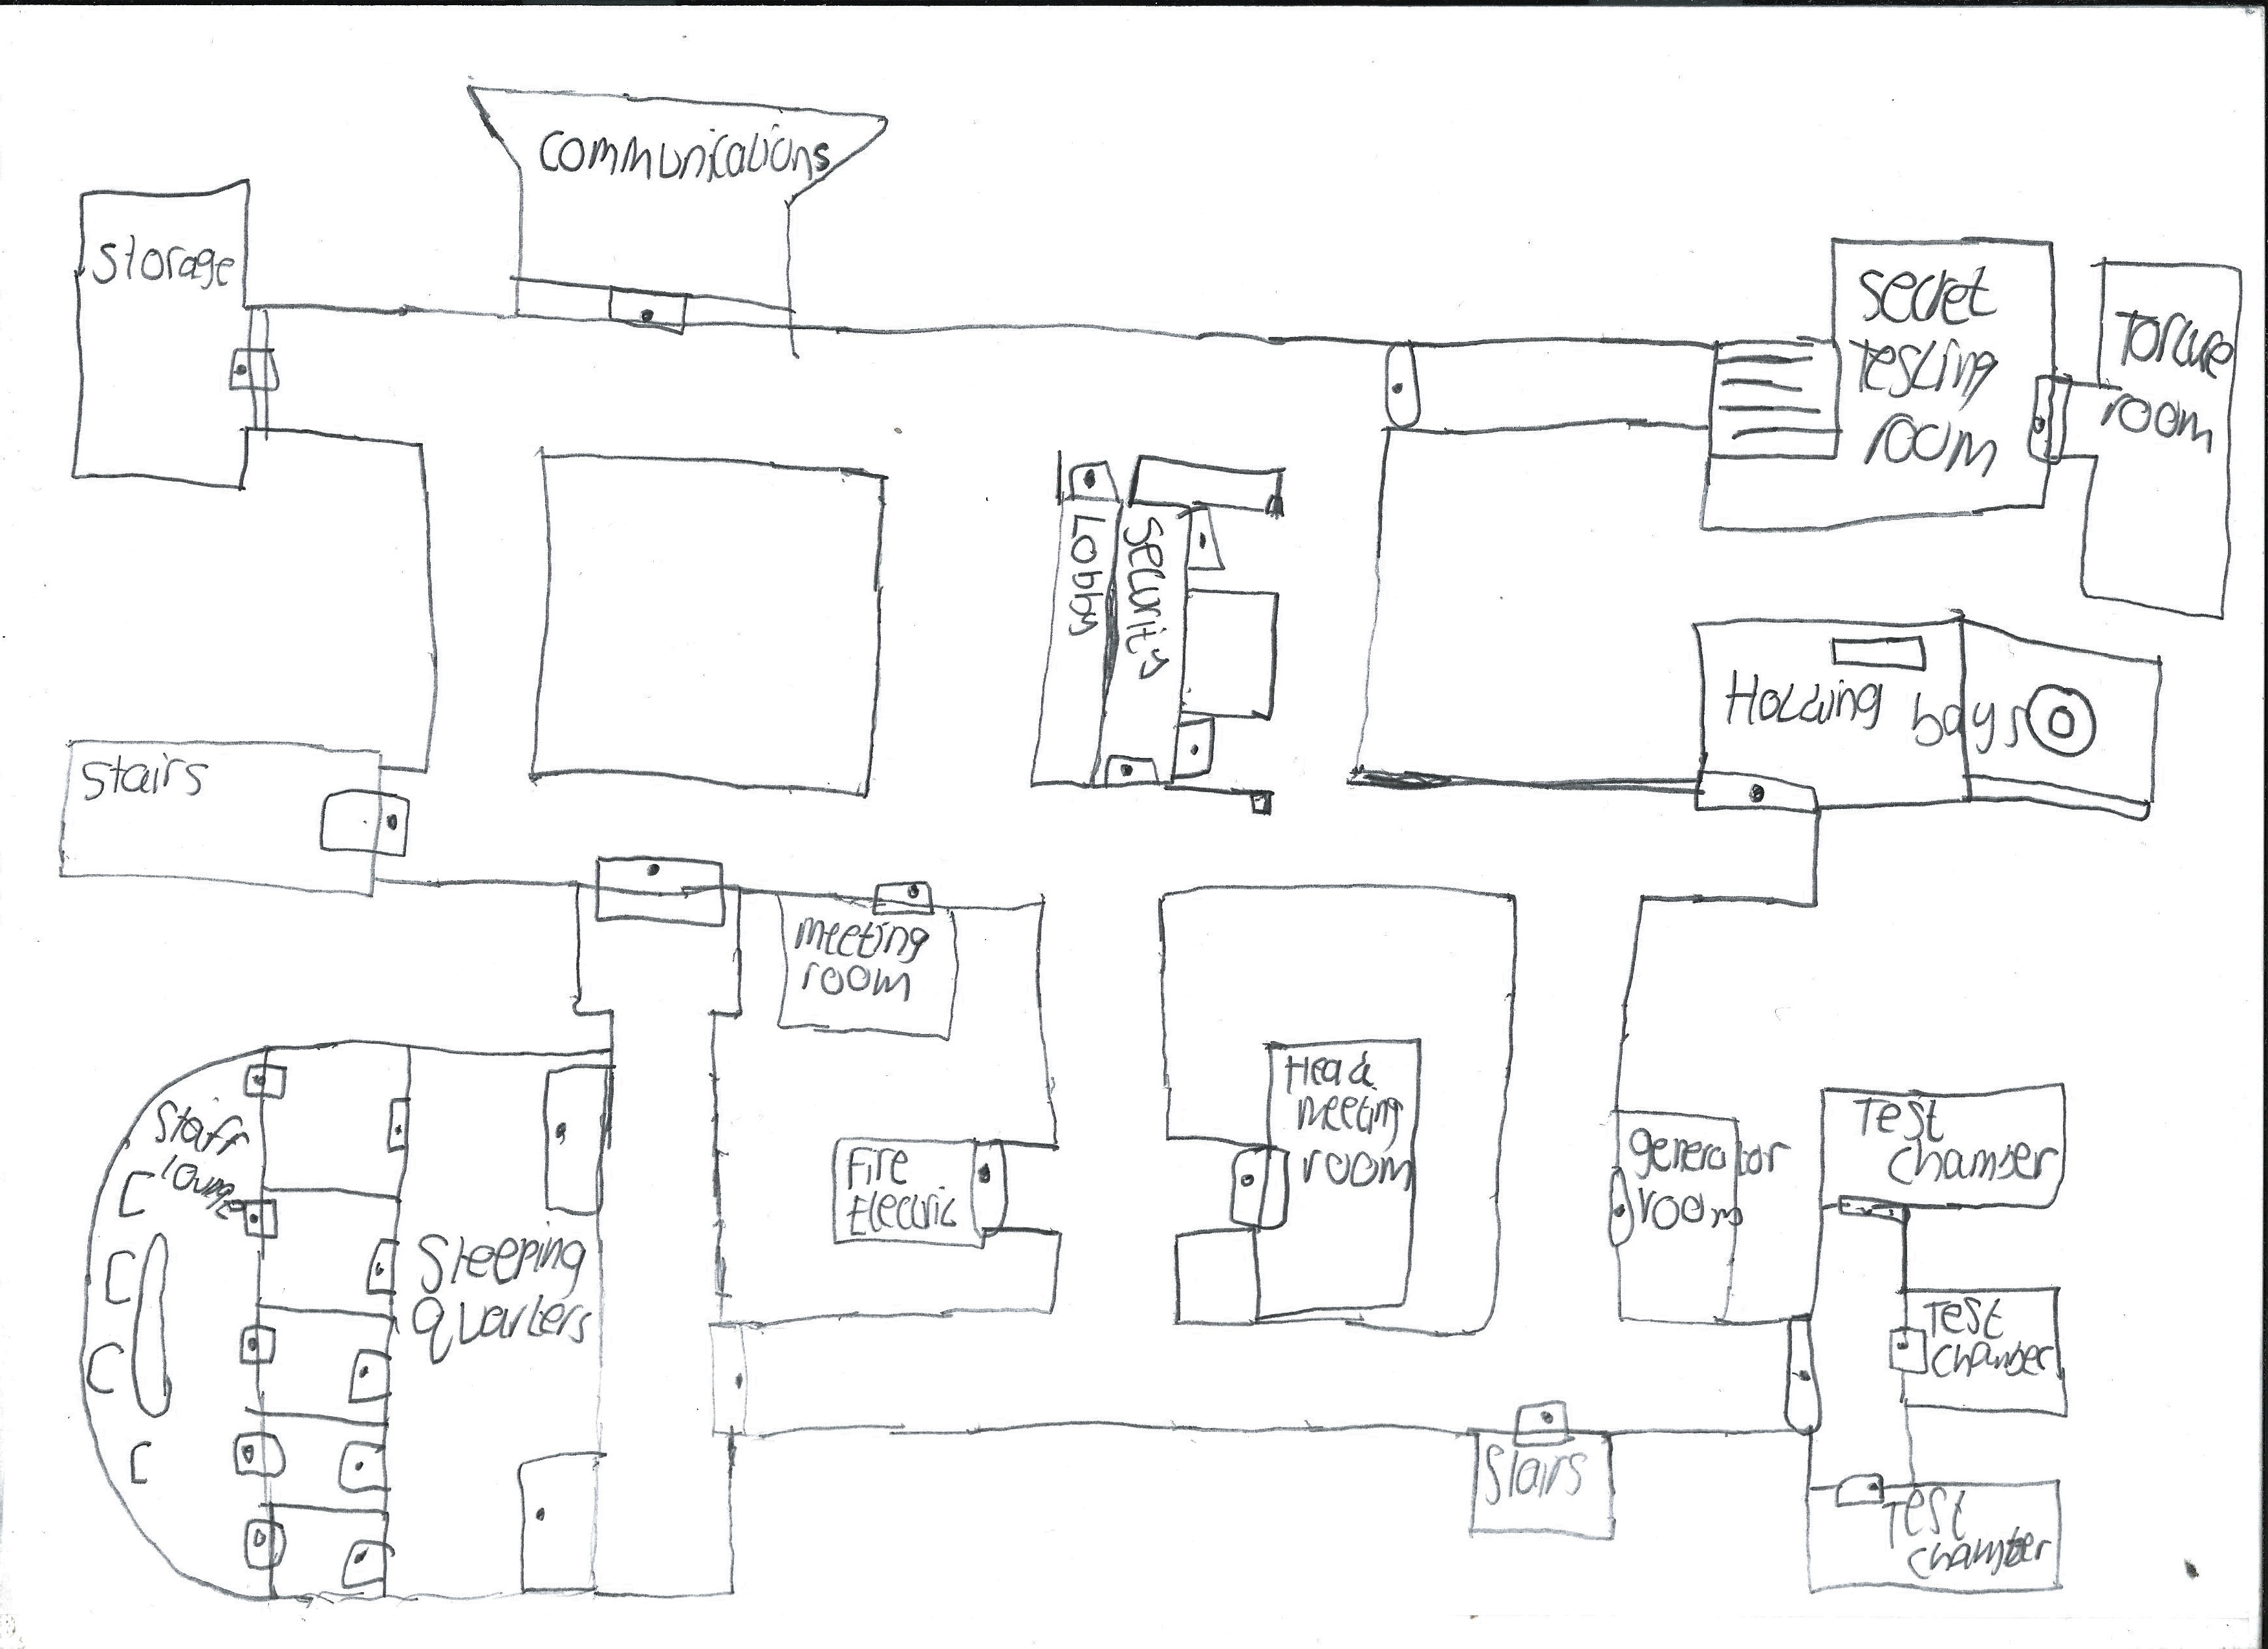 communications
storage
secret
testing
room
Torcue
room
Lobby
security
Holding bays
stairs
meeting
room
Head
meeting
room
Staff
lounge
Fire
Electric
generator
room
Test
chamber
Sleeping
Quarters
Test
chamber
Stairs
Test
chamber